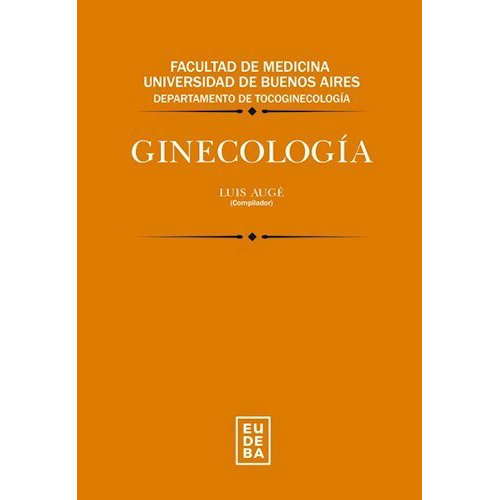 FACULTAD DE MEDICINA
UNIVERSIDAD DE BUENOS AIRES
DEPARTAMENTO DE TOCOGINECOLOGÍA
GINECOLOGÍA
LUIS AUGÉ
(Compilador)
EU
DE
BA